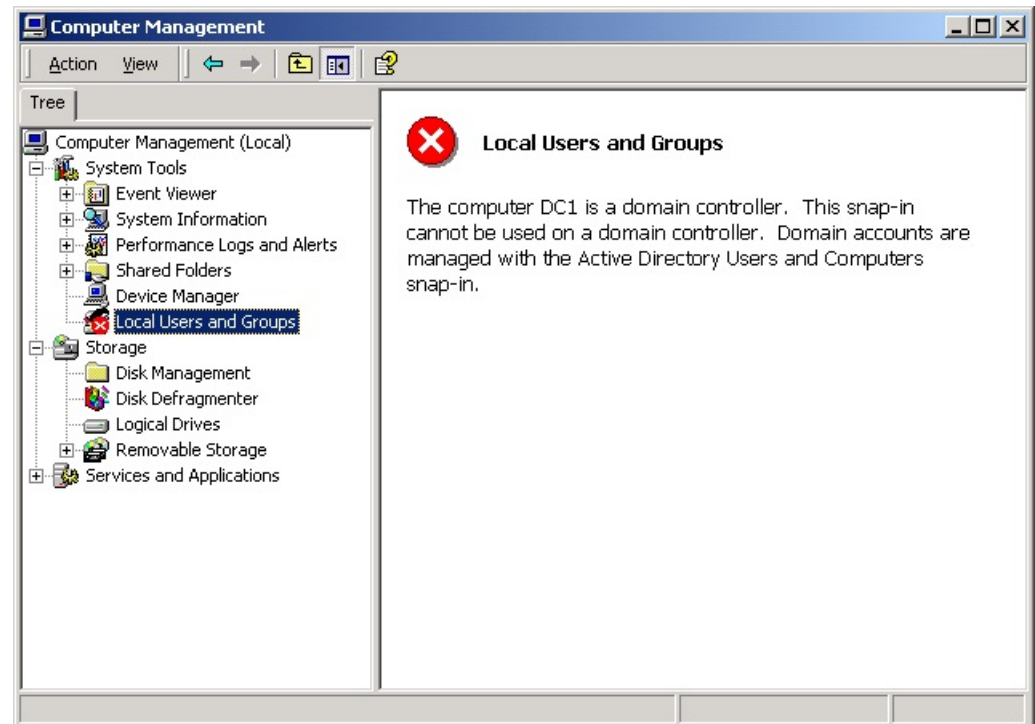 Computer Management
Action View
Tree
Computer Management (Local)
System Tools
Event Viewer
System Information
Performance Logs and Alerts
Shared Folders
Device Manager
Local Users and Groups
Storage
Disk Management
Disk Defragmenter
Logical Drives
Removable Storage
Services and Applications
Local Users and Groups
The computer DC1 is a domain controller. This snap-in
cannot be used on a domain controller. Domain accounts are
managed with the Active Directory Users and Computers
snap-in.